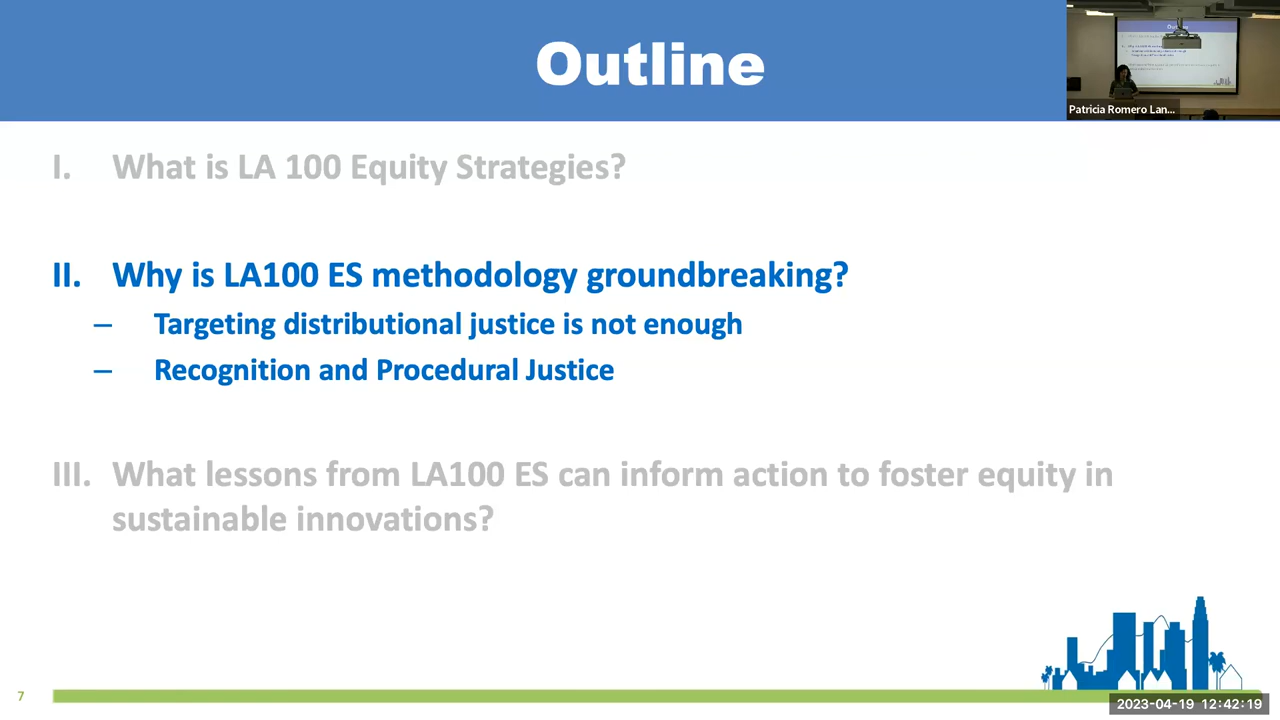 Outline
Patricia Romero Lan...
I. What is LA 100 Equity Strategies?
II. Why is LA100 ES methodology groundbreaking?
– Targeting distributional justice is not enough
– Recognition and Procedural Justice
III. What lessons from LA100 ES can inform action to foster equity in
sustainable innovations?
7
2023-04-19 12:42:19